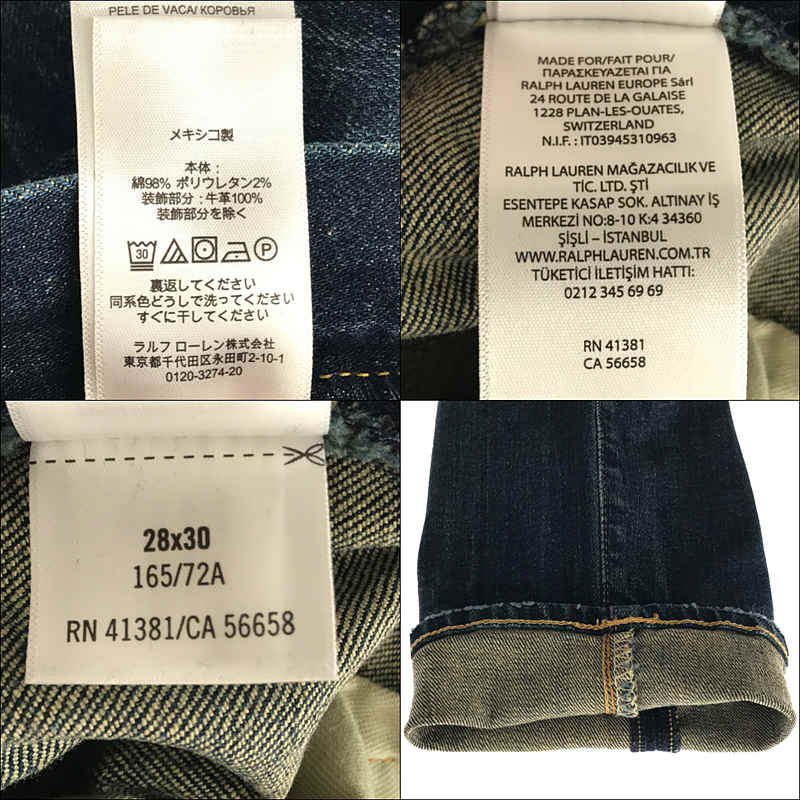 PELE DE VACA/ КОРОВЬЯ
メキシコ製
本体：
綿98% ポリウレタン2%
装飾部分：牛革100%
装飾部分を除く
30
P
裏返してください
同系色どうしで洗ってください
すぐに干してください
ラルフ ローレン株式会社
東京都千代田区永田町2-10-1
0120-3274-20
MADE FOR/FAIT POUR/
ΠΑΡΑΣΚΕΥΑΖΕΤΑΙ ΓΙΑ
RALPH LAUREN EUROPE Sárl
24 ROUTE DE LA GALAISE
1228 PLAN-LES-OUATES,
SWITZERLAND
N.I.F. : IT03945310963
RALPH LAUREN MAĞAZACILIK VE
TİC. LTD. ŞTİ
ESENTEPE KASAP SOK. ALTINAY İŞ
MERKEZİ NO:8-10 K:4 34360
ŞİŞLİ – İSTANBUL
WWW.RALPHLAUREN.COM.TR
TÜKETİCİ İLETİŞİM HATTI:
0212 345 69 69
RN 41381
CA 56658
28x30
165/72A
RN 41381/CA 56658